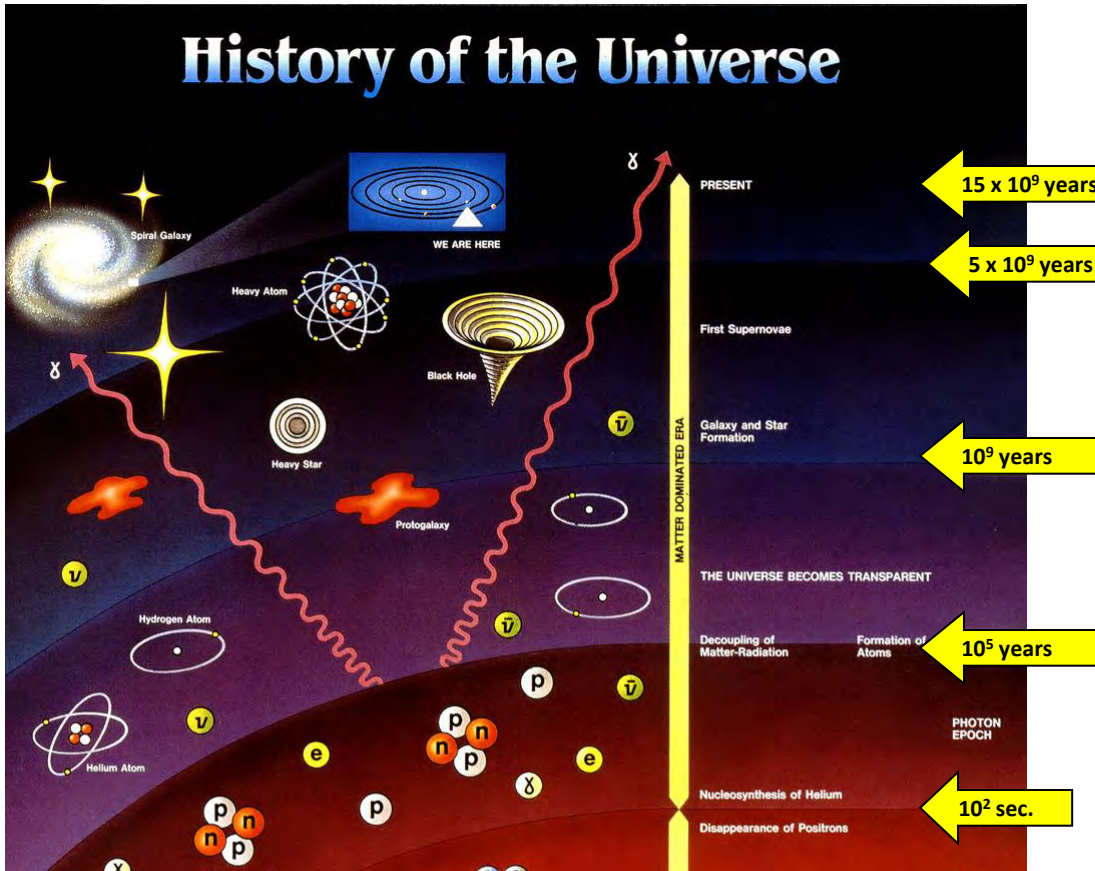 History of the Universe
γ
15 x 10⁹ years
PRESENT
Spiral Galaxy
WE ARE HERE
5 x 10⁹ years
Heavy Atom
First Supernovae
γ
Black Hole
ν̄
Galaxy and Star
Formation
Heavy Star
10⁹ years
MATTER DOMINATED ERA
Protogalaxy
ν
THE UNIVERSE BECOMES TRANSPARENT
Hydrogen Atom
ν̄
Decoupling of
Matter-Radiation
Formation of
Atoms
10⁵ years
p
ν̄
ν
PHOTON
EPOCH
p
n n
p
e
e
Helium Atom
γ
Nucleosynthesis of Helium
p
p
n n
p
10² sec.
Disappearance of Positrons